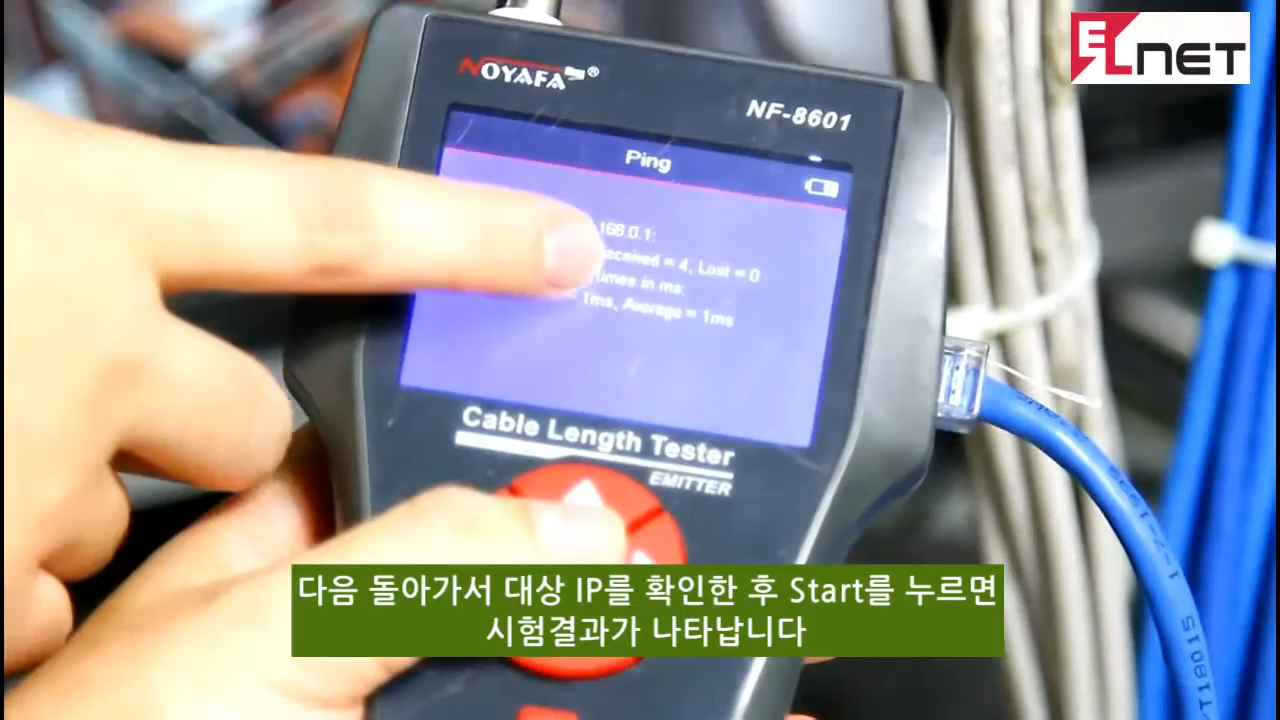 ELNET
NOYAFA®
NF-8601
Ping
168.0.1:
eceived = 4, Lost = 0
Times in ms:
1ms, Average = 1ms
Cable Length Tester
EMITTER
다음 돌아가서 대상 IP를 확인한 후 Start를 누르면
시험결과가 나타납니다